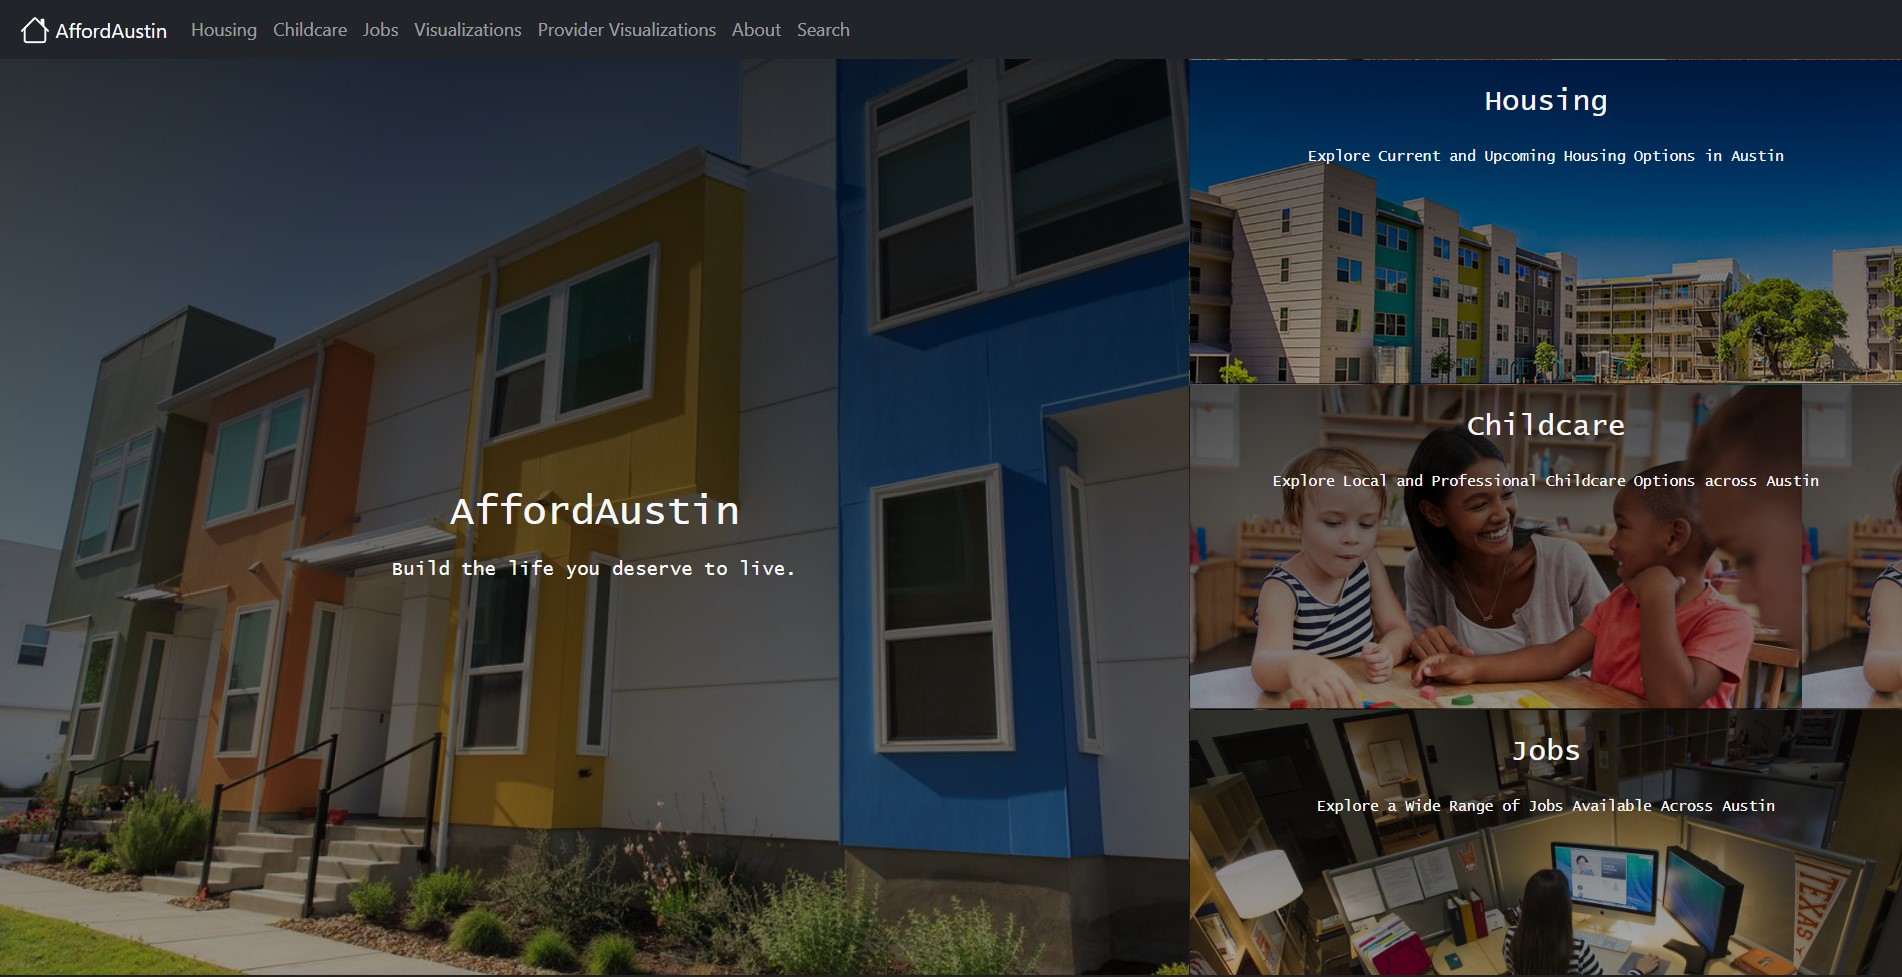 AffordAustin Housing Childcare Jobs Visualizations Provider Visualizations About Search
AffordAustin
Build the life you deserve to live.
Housing
Explore Current and Upcoming Housing Options in Austin
Childcare
Explore Local and Professional Childcare Options across Austin
Jobs
Explore a Wide Range of Jobs Available Across Austin
TEXAS